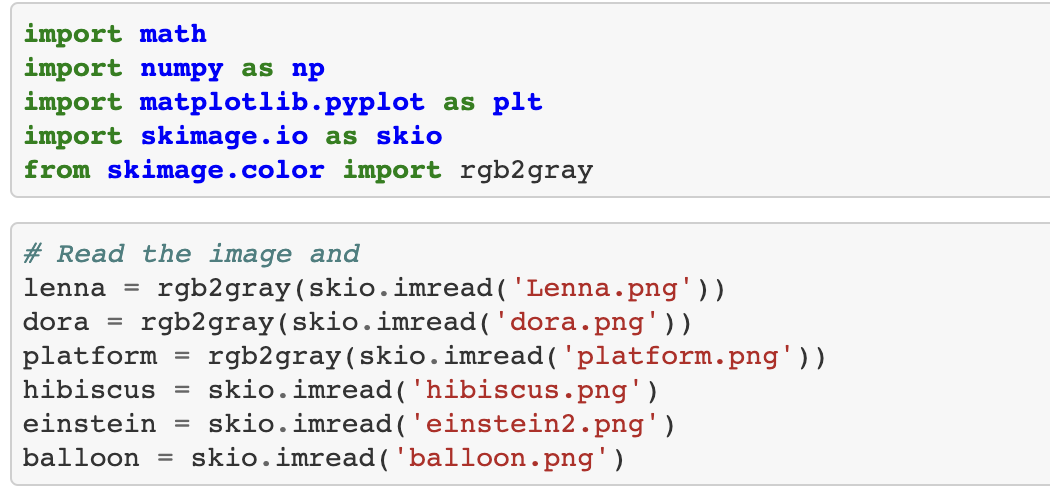 import math
import numpy as np
import matplotlib.pyplot as plt
import skimage.io as skio
from skimage.color import rgb2gray
# Read the image and
lenna = rgb2gray(skio.imread('Lenna.png'))
dora = rgb2gray(skio.imread('dora.png'))
platform = rgb2gray(skio.imread('platform.png'))
hibiscus = skio.imread('hibiscus.png')
einstein = skio.imread('einstein2.png')
balloon = skio.imread('balloon.png')